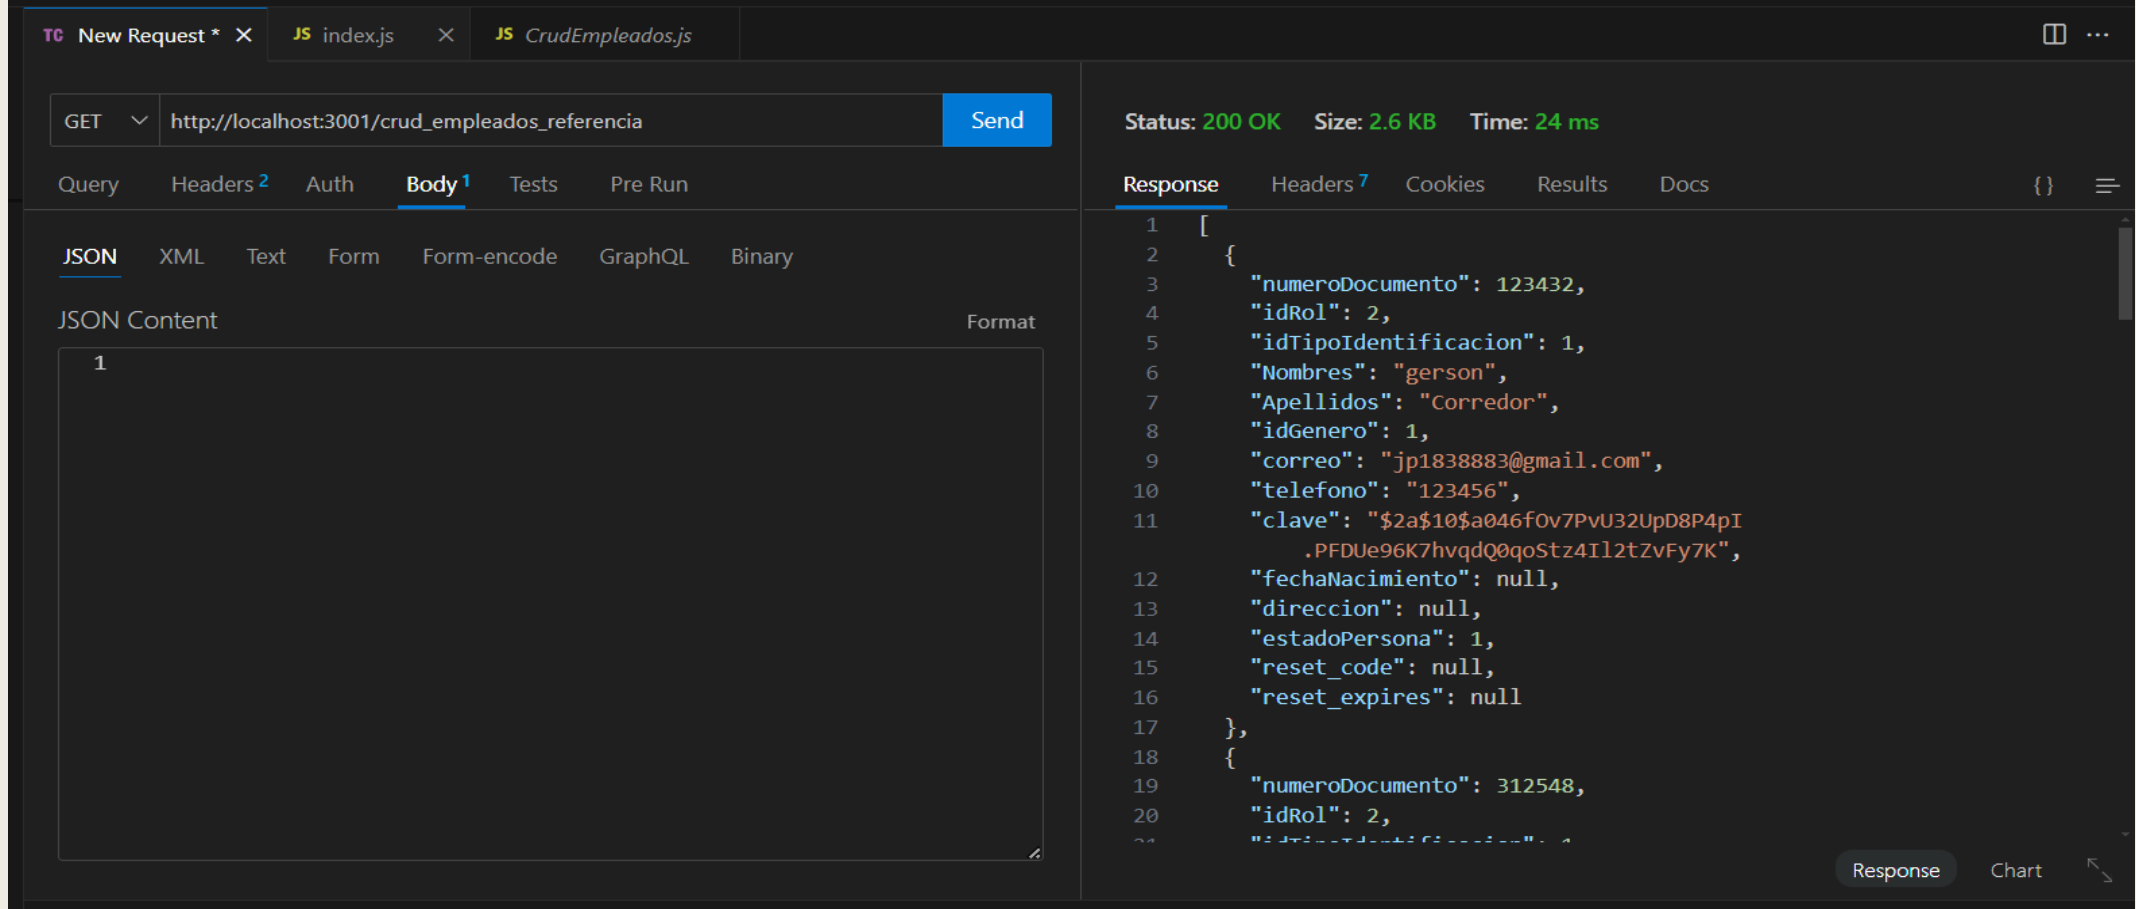 TC New Request * ×
JS index.js ×
JS CrudEmpleados.js
GET http://localhost:3001/crud_empleados_referencia Send
Query Headers 2 Auth Body 1 Tests Pre Run
JSON XML Text Form Form-encode GraphQL Binary
JSON Content Format
1
Status: 200 OK Size: 2.6 KB Time: 24 ms
Response Headers 7 Cookies Results Docs { }
1 [
2 {
3 "numeroDocumento": 123432,
4 "idRol": 2,
5 "idTipoIdentificacion": 1,
6 "Nombres": "gerson",
7 "Apellidos": "Corredor",
8 "idGenero": 1,
9 "correo": "jp1838883@gmail.com",
10 "telefono": "123456",
11 "clave": "$2a$10$a046fOv7PvU32UpD8P4pI
.PFDUe96K7hvqdQ0qoStz4Il2tZvFy7K",
12 "fechaNacimiento": null,
13 "direccion": null,
14 "estadoPersona": 1,
15 "reset_code": null,
16 "reset_expires": null
17 },
18 {
19 "numeroDocumento": 312548,
20 "idRol": 2,
21 "idTipoIdentificacion": 1,
Response Chart